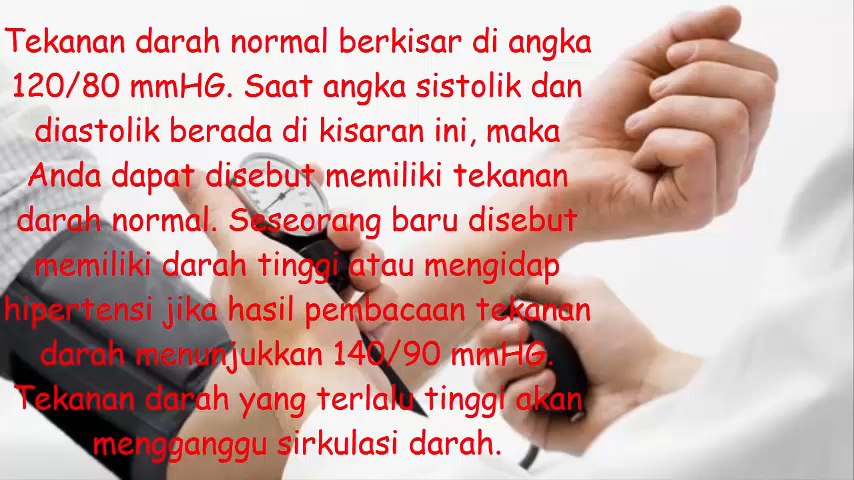 Tekanan darah normal berkisar di angka
120/80 mmHG. Saat angka sistolik dan
diastolik berada di kisaran ini, maka
Anda dapat disebut memiliki tekanan
darah normal. Seseorang baru disebut
memiliki darah tinggi atau mengidap
hipertensi jika hasil pembacaan tekanan
darah menunjukkan 140/90 mmHG.
Tekanan darah yang terlalu tinggi akan
mengganggu sirkulasi darah.